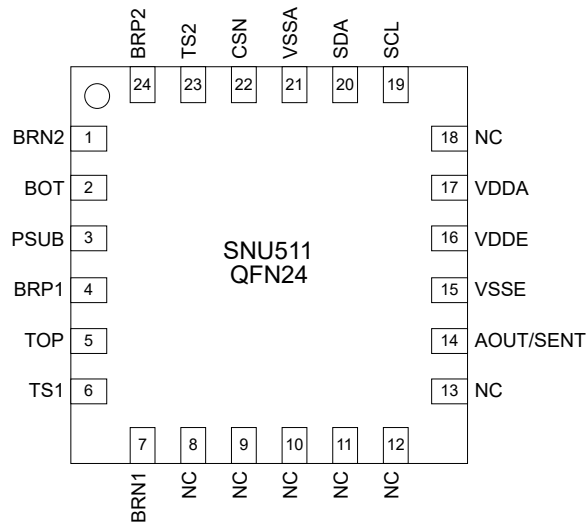 BRP2 TS2 CSN VSSA SDA SCL
24 23 22 21 20 19
BRN2 1 18 NC
BOT 2 17 VDDA
PSUB 3 16 VDDE
SNU511
QFN24
BRP1 4 15 VSSE
TOP 5 14 AOUT/SENT
TS1 6 13 NC
7 8 9 10 11 12
BRN1 NC NC NC NC NC